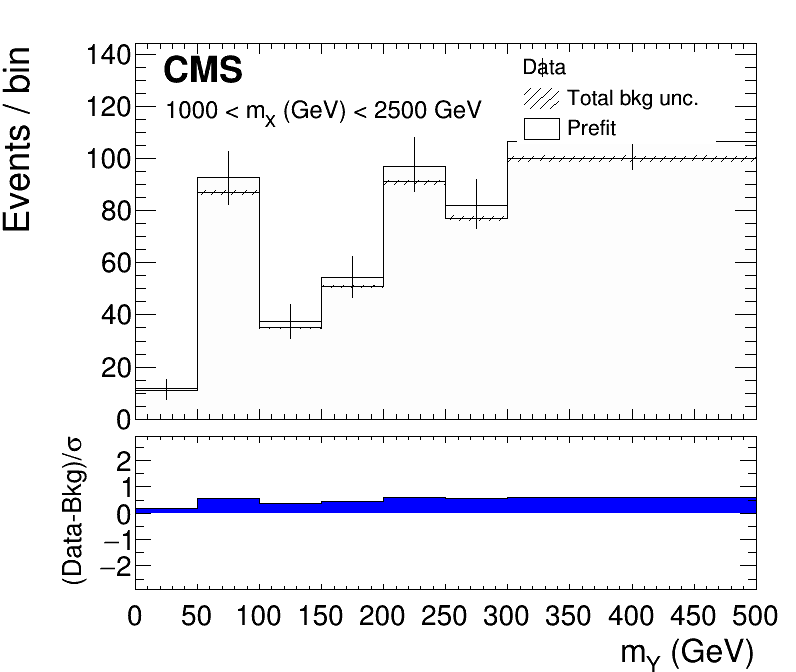 Events / bin
140
120
100
80
60
40
20
0
CMS
1000 < mX (GeV) < 2500 GeV
Data
Total bkg unc.
Prefit
(Data-Bkg)/σ
2
1
0
−1
−2
0 50 100 150 200 250 300 350 400 450 500
mY (GeV)